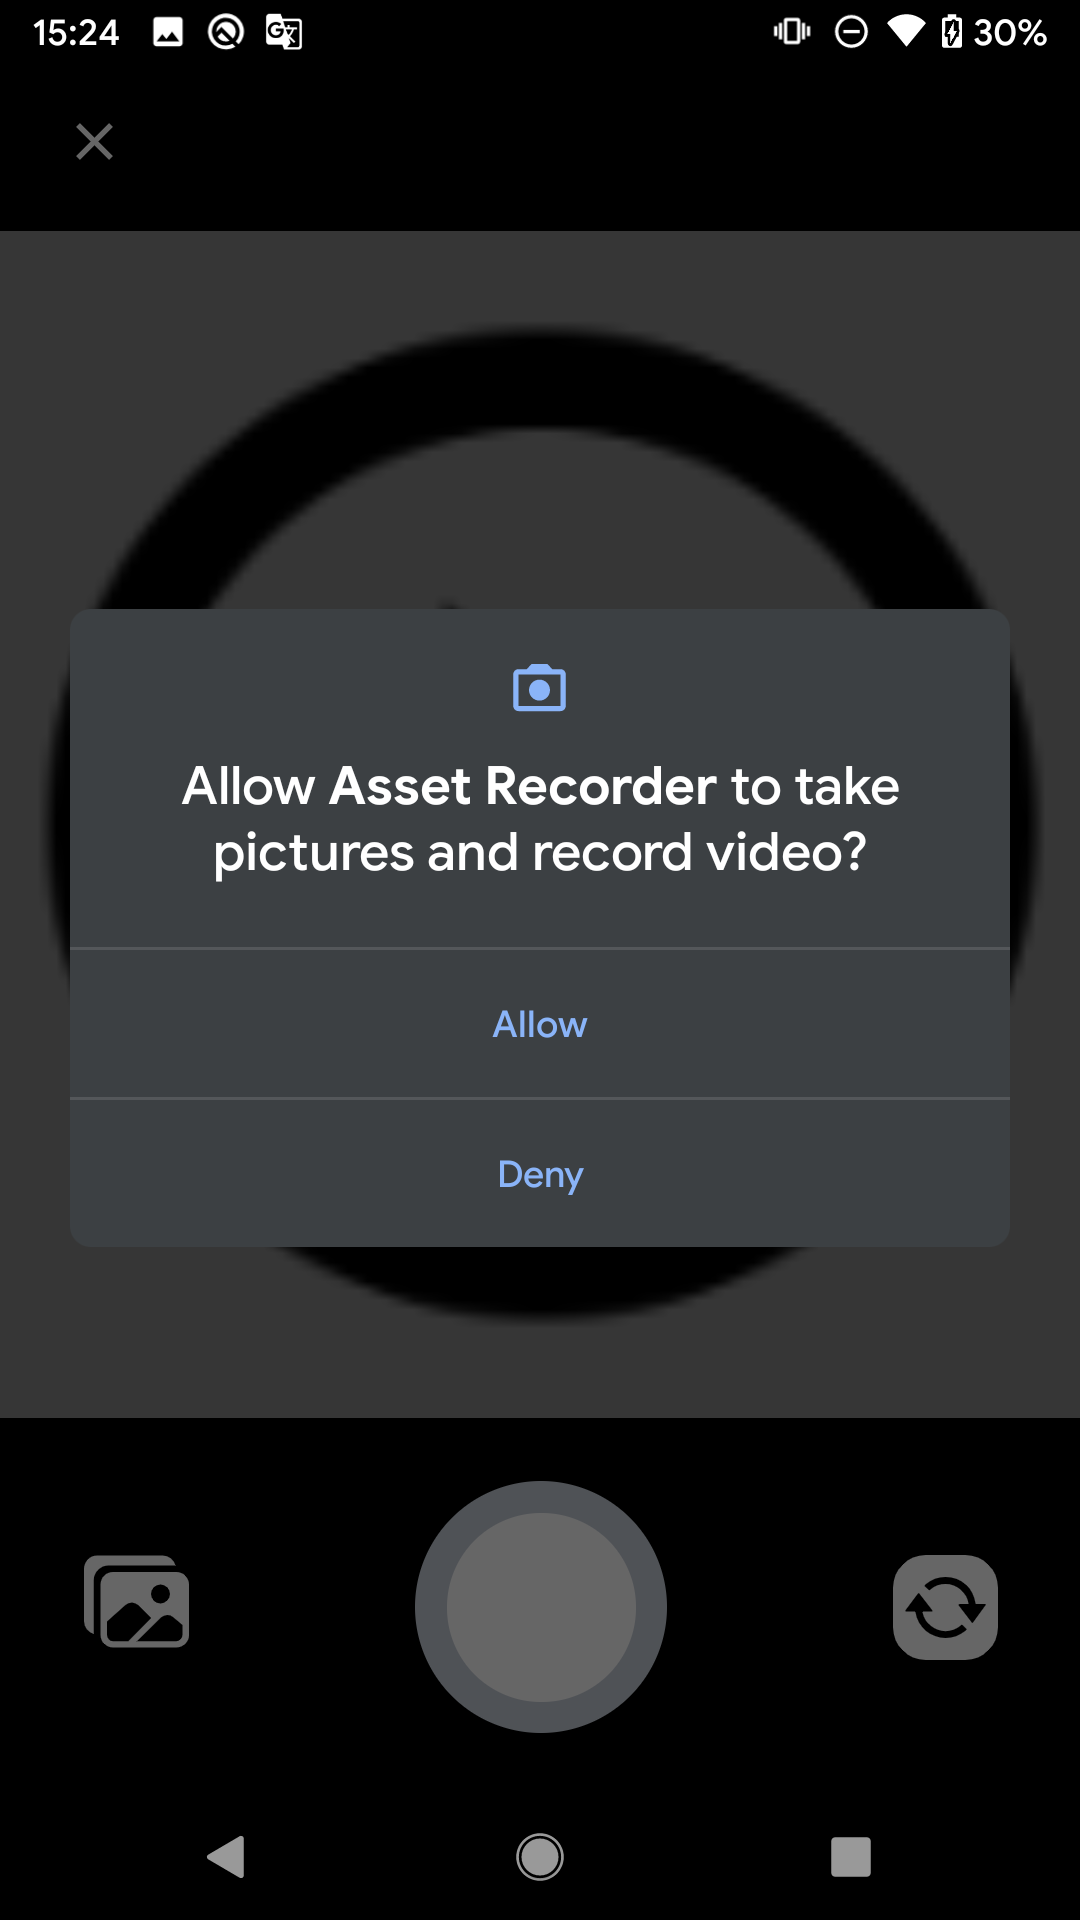 15:24
30%
Allow Asset Recorder to take
pictures and record video?
Allow
Deny